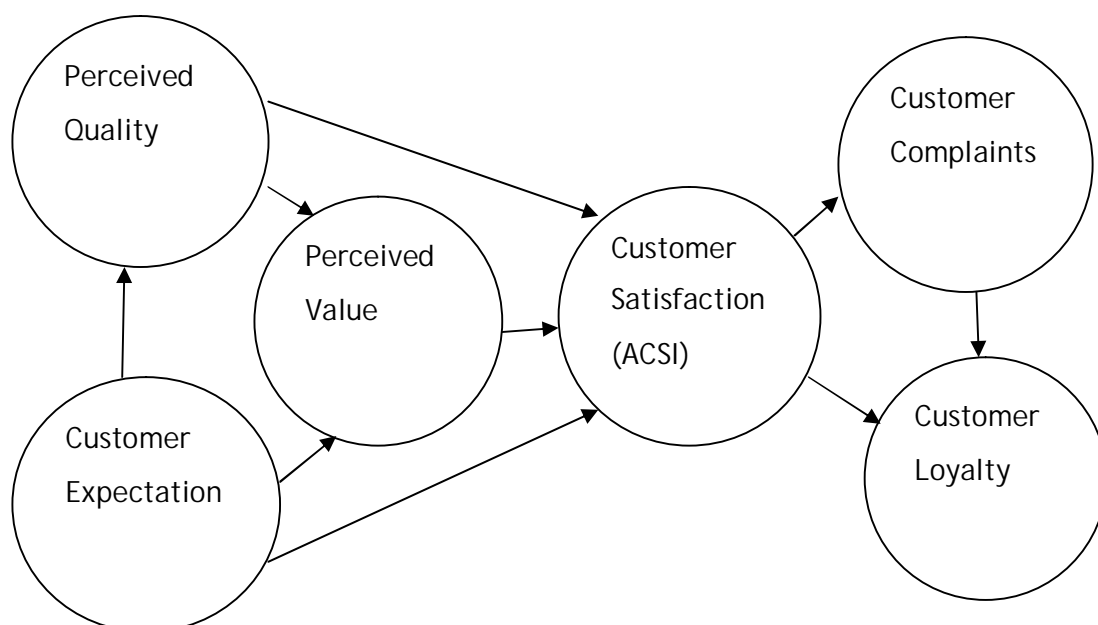 Perceived
Quality
Customer
Complaints
Perceived
Value
Customer
Satisfaction
(ACSI)
Customer
Expectation
Customer
Loyalty